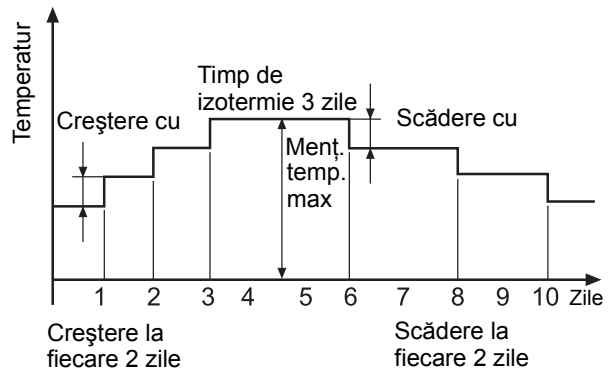 Temperatur
Timp de
izotermie 3 zile
Creştere cu
Scădere cu
Menţ.
temp.
max
1 2 3 4 5 6 7 8 9 10 Zile
Creştere la
fiecare 2 zile
Scădere la
fiecare 2 zile